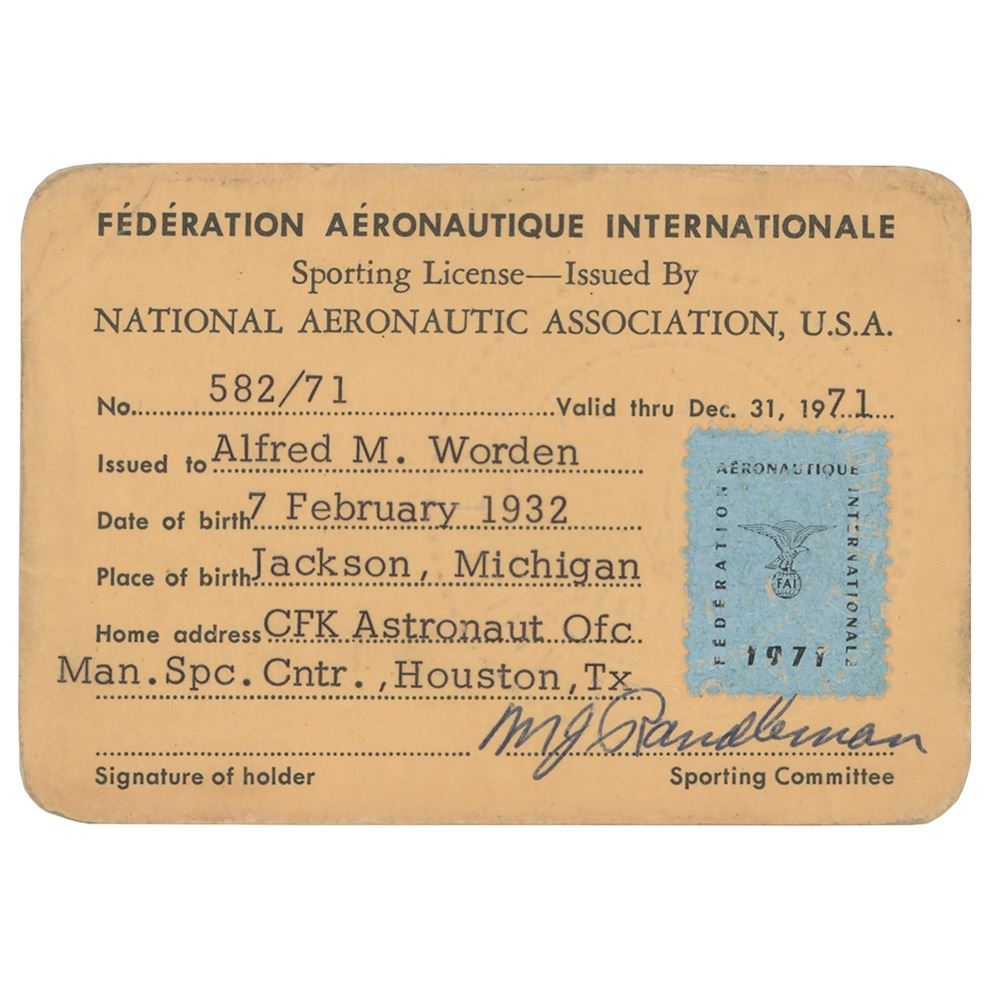 FÉDÉRATION AÉRONAUTIQUE INTERNATIONALE
Sporting License—Issued By
NATIONAL AERONAUTIC ASSOCIATION, U.S.A.
No. 582/71 Valid thru Dec. 31, 1971
Issued to Alfred M. Worden
Date of birth 7 February 1932
Place of birth Jackson, Michigan
Home address CFK Astronaut Ofc.
Man.Spc.Cntr.,Houston,Tx
AÉRONAUTIQUE
FÉDÉRATION
INTERNATIONALE
FAI
1971
MJ Randleman
Signature of holder Sporting Committee